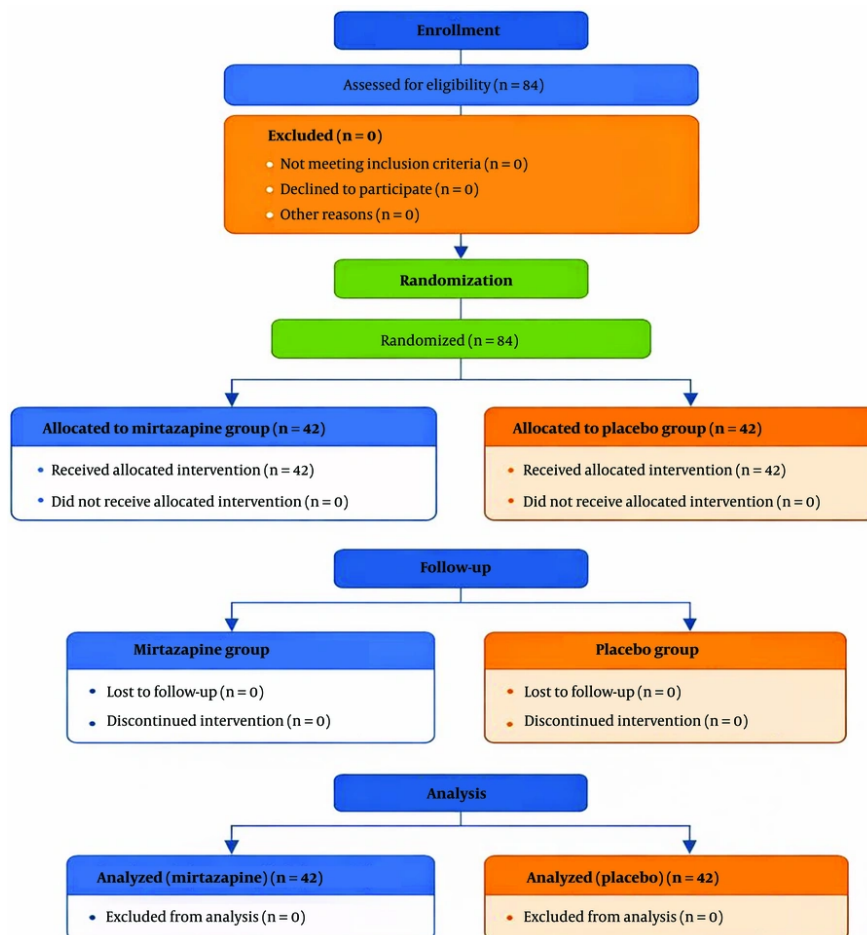 Enrollment
Assessed for eligibility (n = 84)
Excluded (n = 0)
Not meeting inclusion criteria (n = 0)
Declined to participate (n = 0)
Other reasons (n = 0)
Randomization
Randomized (n = 84)
Allocated to mirtazapine group (n = 42)
Received allocated intervention (n = 42)
Did not receive allocated intervention (n = 0)
Allocated to placebo group (n = 42)
Received allocated intervention (n = 42)
Did not receive allocated intervention (n = 0)
Follow-up
Mirtazapine group
Lost to follow-up (n = 0)
Discontinued intervention (n = 0)
Placebo group
Lost to follow-up (n = 0)
Discontinued intervention (n = 0)
Analysis
Analyzed (mirtazapine) (n = 42)
Excluded from analysis (n = 0)
Analyzed (placebo) (n = 42)
Excluded from analysis (n = 0)